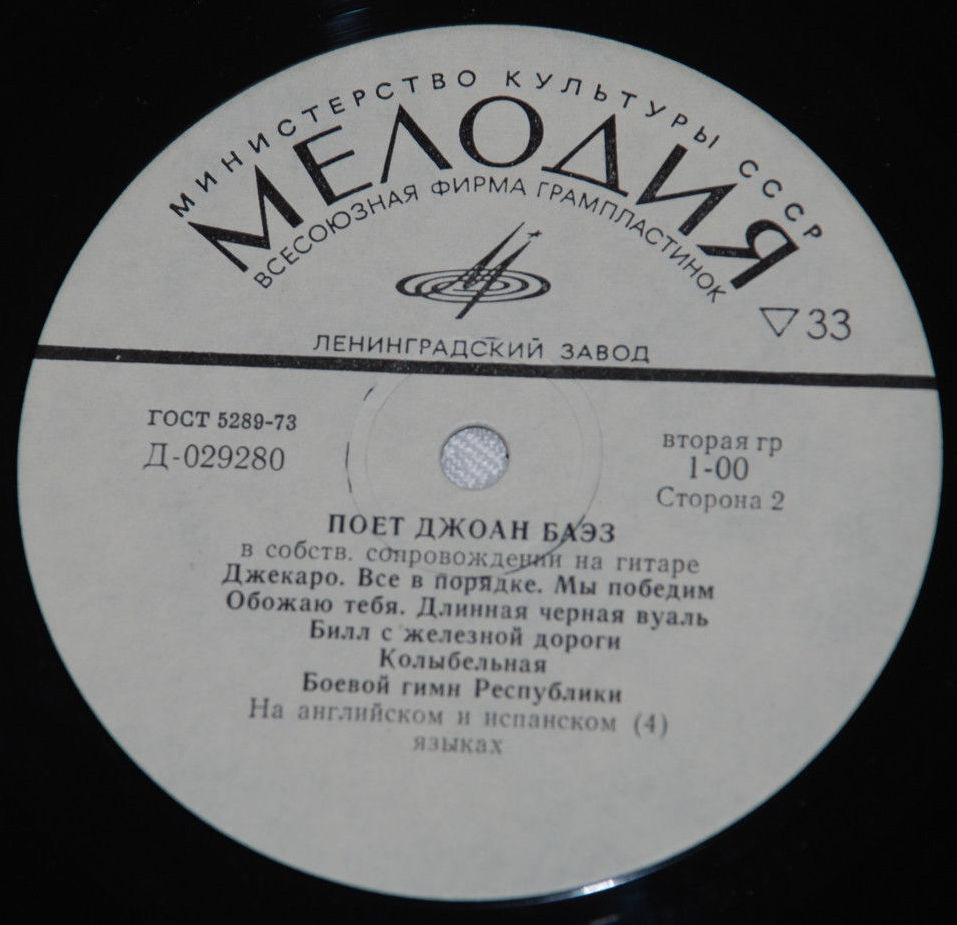 МИНИСТЕРСТВО КУЛЬТУРЫ СССР
МЕЛОДИЯ
ВСЕСОЮЗНАЯ ФИРМА ГРАМПЛАСТИНОК
▽33
ЛЕНИНГРАДСКИЙ ЗАВОД
ГОСТ 5289-73
Д-029280
вторая гр
1-00
Сторона 2
ПОЕТ ДЖОАН БАЭЗ
в собств. сопровождении на гитаре
Джекаро. Все в порядке. Мы победим
Обожаю тебя. Длинная черная вуаль
Билл с железной дороги
Колыбельная
Боевой гимн Республики
На английском и испанском (4)
языках